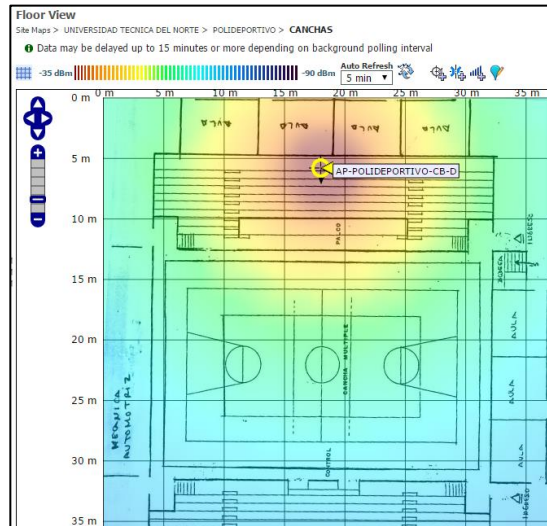 Floor View
Site Maps > UNIVERSIDAD TECNICA DEL NORTE > POLIDEPORTIVO > CANCHAS
Data may be delayed up to 15 minutes or more depending on background polling interval
-35 dBm -90 dBm Auto Refresh
5 min
0 m 5 m 10 m 15 m 20 m 25 m 30 m 35 m
0 m
AULA AULA AULA AULA
5 m
AP-POLIDEPORTIVO-CB-D
10 m
PALCO
INGRESO
15 m
AULA
20 m
CANCHA MULTIPLE
AULA
25 m
MECANICA
AUTOMOTRIZ
AULA
30 m
CONTROL
INGRESO
35 m